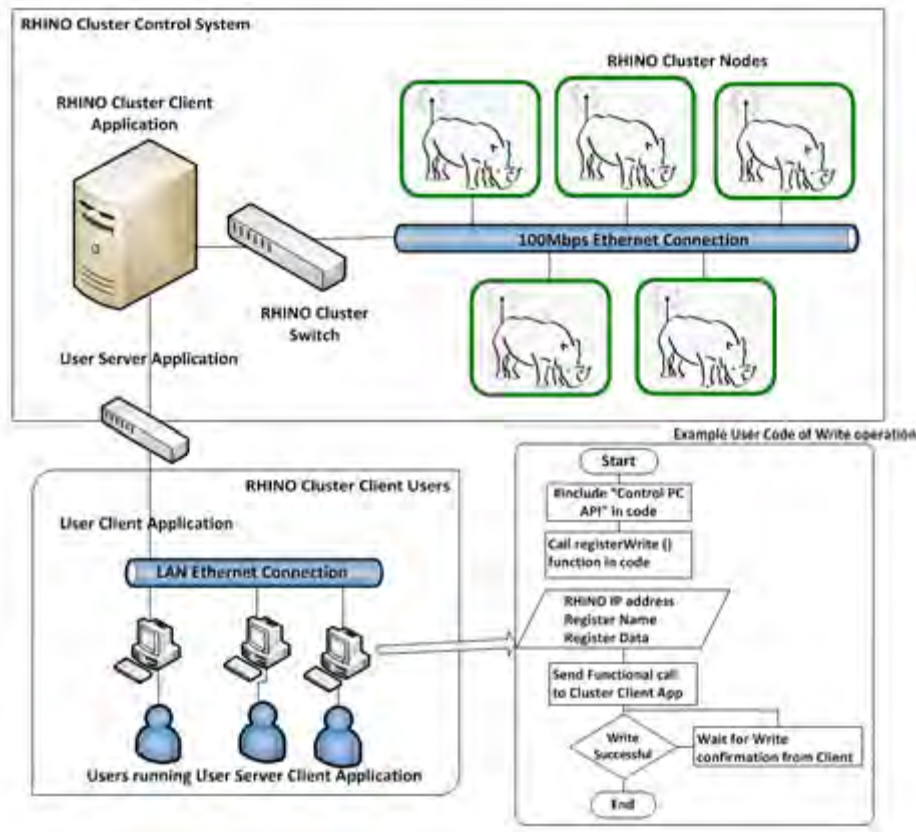 RHINO Cluster Control System
RHINO Cluster Nodes
RHINO Cluster Client
Application
100Mbps Ethernet Connection
RHINO Cluster
Switch
User Server Application
Example User Code of Write operation
Start
#include "Control PC
API" in code
Call registerWrite ()
function in code
RHINO IP address
Register Name
Register Data
Send Functional call
to Cluster Client App
Write
Successful
Wait for Write
confirmation from Client
End
RHINO Cluster Client Users
User Client Application
LAN Ethernet Connection
Users running User Server Client Application